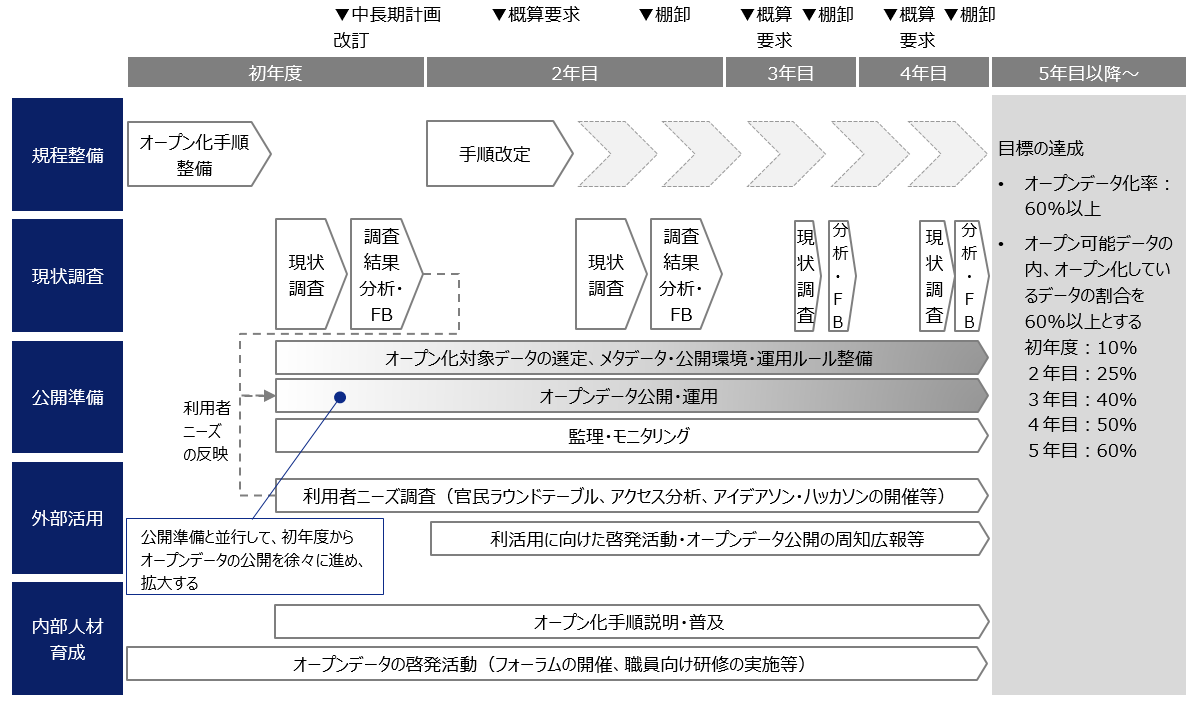 ▼中長期計画
改訂
▼概算要求
▼棚卸
▼概算
要求
▼棚卸
▼概算
要求
▼棚卸
初年度
2年目
3年目
4年目
5年目以降～
規程整備
オープン化手順
整備
手順改定
現状調査
現状
調査
調査
結果
分析・
FB
現状
調査
調査
結果
分析・
FB
現状調査
分析・FB
現状調査
分析・FB
公開準備
オープン化対象データの選定、メタデータ・公開環境・運用ルール整備
オープンデータ公開・運用
監理・モニタリング
利用者
ニーズ
の反映
外部活用
利用者ニーズ調査（官民ラウンドテーブル、アクセス分析、アイデアソン・ハッカソンの開催等）
利活用に向けた啓発活動・オープンデータ公開の周知広報等
公開準備と並行して、初年度から
オープンデータの公開を徐々に進め、
拡大する
内部人材
育成
オープン化手順説明・普及
オープンデータの啓発活動（フォーラムの開催、職員向け研修の実施等）
目標の達成
• オープンデータ化率：
60%以上
• オープン可能データの
内、オープン化してい
るデータの割合を
60%以上とする
初年度：10%
２年目：25%
３年目：40%
４年目：50%
５年目：60%